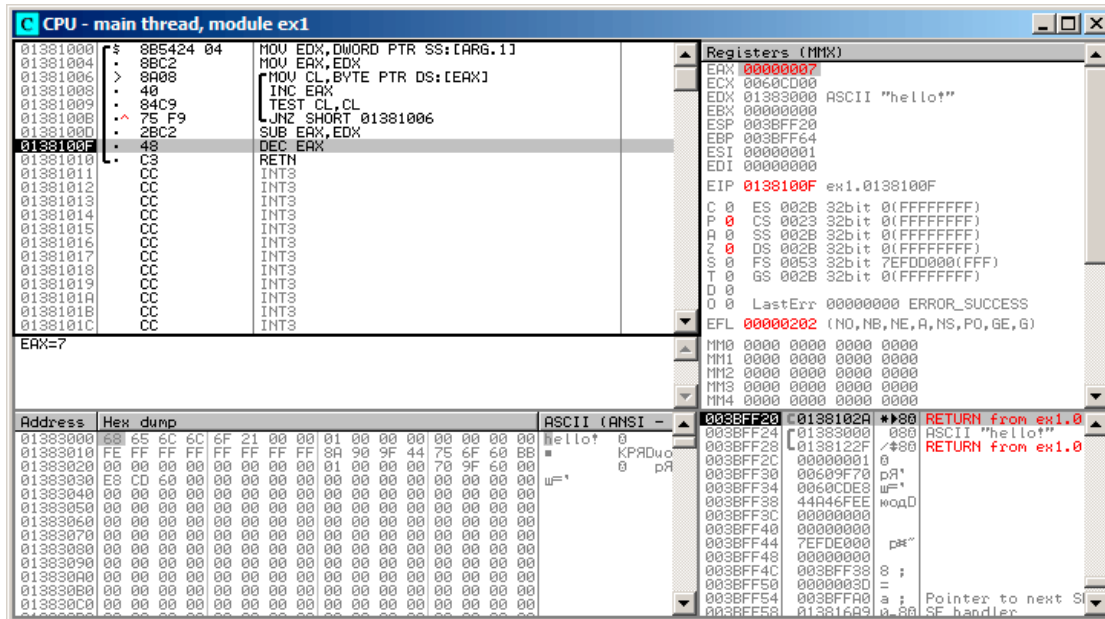 CPU - main thread, module ex1
01381000 $ 8B5424 04 MOV EDX,DWORD PTR SS:[ARG.1]
01381004 . 8BC2 MOV EAX,EDX
01381006 > 8A08 MOV CL,BYTE PTR DS:[EAX]
01381008 . 40 INC EAX
01381009 . 84C9 TEST CL,CL
0138100B .^ 75 F9 JNZ SHORT 01381006
0138100D . 2BC2 SUB EAX,EDX
0138100F . 48 DEC EAX
01381010 . C3 RETN
01381011 CC INT3
01381012 CC INT3
01381013 CC INT3
01381014 CC INT3
01381015 CC INT3
01381016 CC INT3
01381017 CC INT3
01381018 CC INT3
01381019 CC INT3
0138101A CC INT3
0138101B CC INT3
0138101C CC INT3
EAX=7
Registers (MMX)
EAX 00000007
ECX 0060CD00
EDX 01383000 ASCII "hello!"
EBX 00000000
ESP 003BFF20
EBP 003BFF64
ESI 00000001
EDI 00000000
EIP 0138100F ex1.0138100F
C 0 ES 002B 32bit 0(FFFFFFFF)
P 0 CS 0023 32bit 0(FFFFFFFF)
A 0 SS 002B 32bit 0(FFFFFFFF)
Z 0 DS 002B 32bit 0(FFFFFFFF)
S 0 FS 0053 32bit 7EFDD000(FFF)
T 0 GS 002B 32bit 0(FFFFFFFF)
D 0
O 0 LastErr 00000000 ERROR_SUCCESS
EFL 00000202 (NO,NB,NE,A,NS,PO,GE,G)
MM0 0000 0000 0000 0000
MM1 0000 0000 0000 0000
MM2 0000 0000 0000 0000
MM3 0000 0000 0000 0000
MM4 0000 0000 0000 0000
Address Hex dump ASCII (ANSI -
01383000 68 65 6C 6C 6F 21 00 00 01 00 00 00 00 00 00 00 hello! 0
01383010 FE FF FF FF FF FF FF FF 8A 90 9F 44 75 6F 60 BB ■ КРЯDuo
01383020 00 00 00 00 00 00 00 00 01 00 00 00 70 9F 60 00 0 pЯ
01383030 E8 CD 60 00 00 00 00 00 00 00 00 00 00 00 00 00 ш='
01383040 00 00 00 00 00 00 00 00 00 00 00 00 00 00 00 00
01383050 00 00 00 00 00 00 00 00 00 00 00 00 00 00 00 00
01383060 00 00 00 00 00 00 00 00 00 00 00 00 00 00 00 00
01383070 00 00 00 00 00 00 00 00 00 00 00 00 00 00 00 00
01383080 00 00 00 00 00 00 00 00 00 00 00 00 00 00 00 00
01383090 00 00 00 00 00 00 00 00 00 00 00 00 00 00 00 00
013830A0 00 00 00 00 00 00 00 00 00 00 00 00 00 00 00 00
013830B0 00 00 00 00 00 00 00 00 00 00 00 00 00 00 00 00
013830C0 00 00 00 00 00 00 00 00 00 00 00 00 00 00 00 00
003BFF20 0138102A *►80 RETURN from ex1.0
003BFF24 01383000 080 ASCII "hello!"
003BFF28 0138122F /‡80 RETURN from ex1.0
003BFF2C 00000001 0
003BFF30 00609F70 pЯ'
003BFF34 0060CDE8 ш='
003BFF38 44A46FEE юодD
003BFF3C 00000000
003BFF40 00000000
003BFF44 7EFDE000 p
003BFF48 00000000
003BFF4C 003BFF38 8 ;
003BFF50 0000003D =
003BFF54 003BFFA0 a ; Pointer to next S
003BFF58 013816A9 SE handler